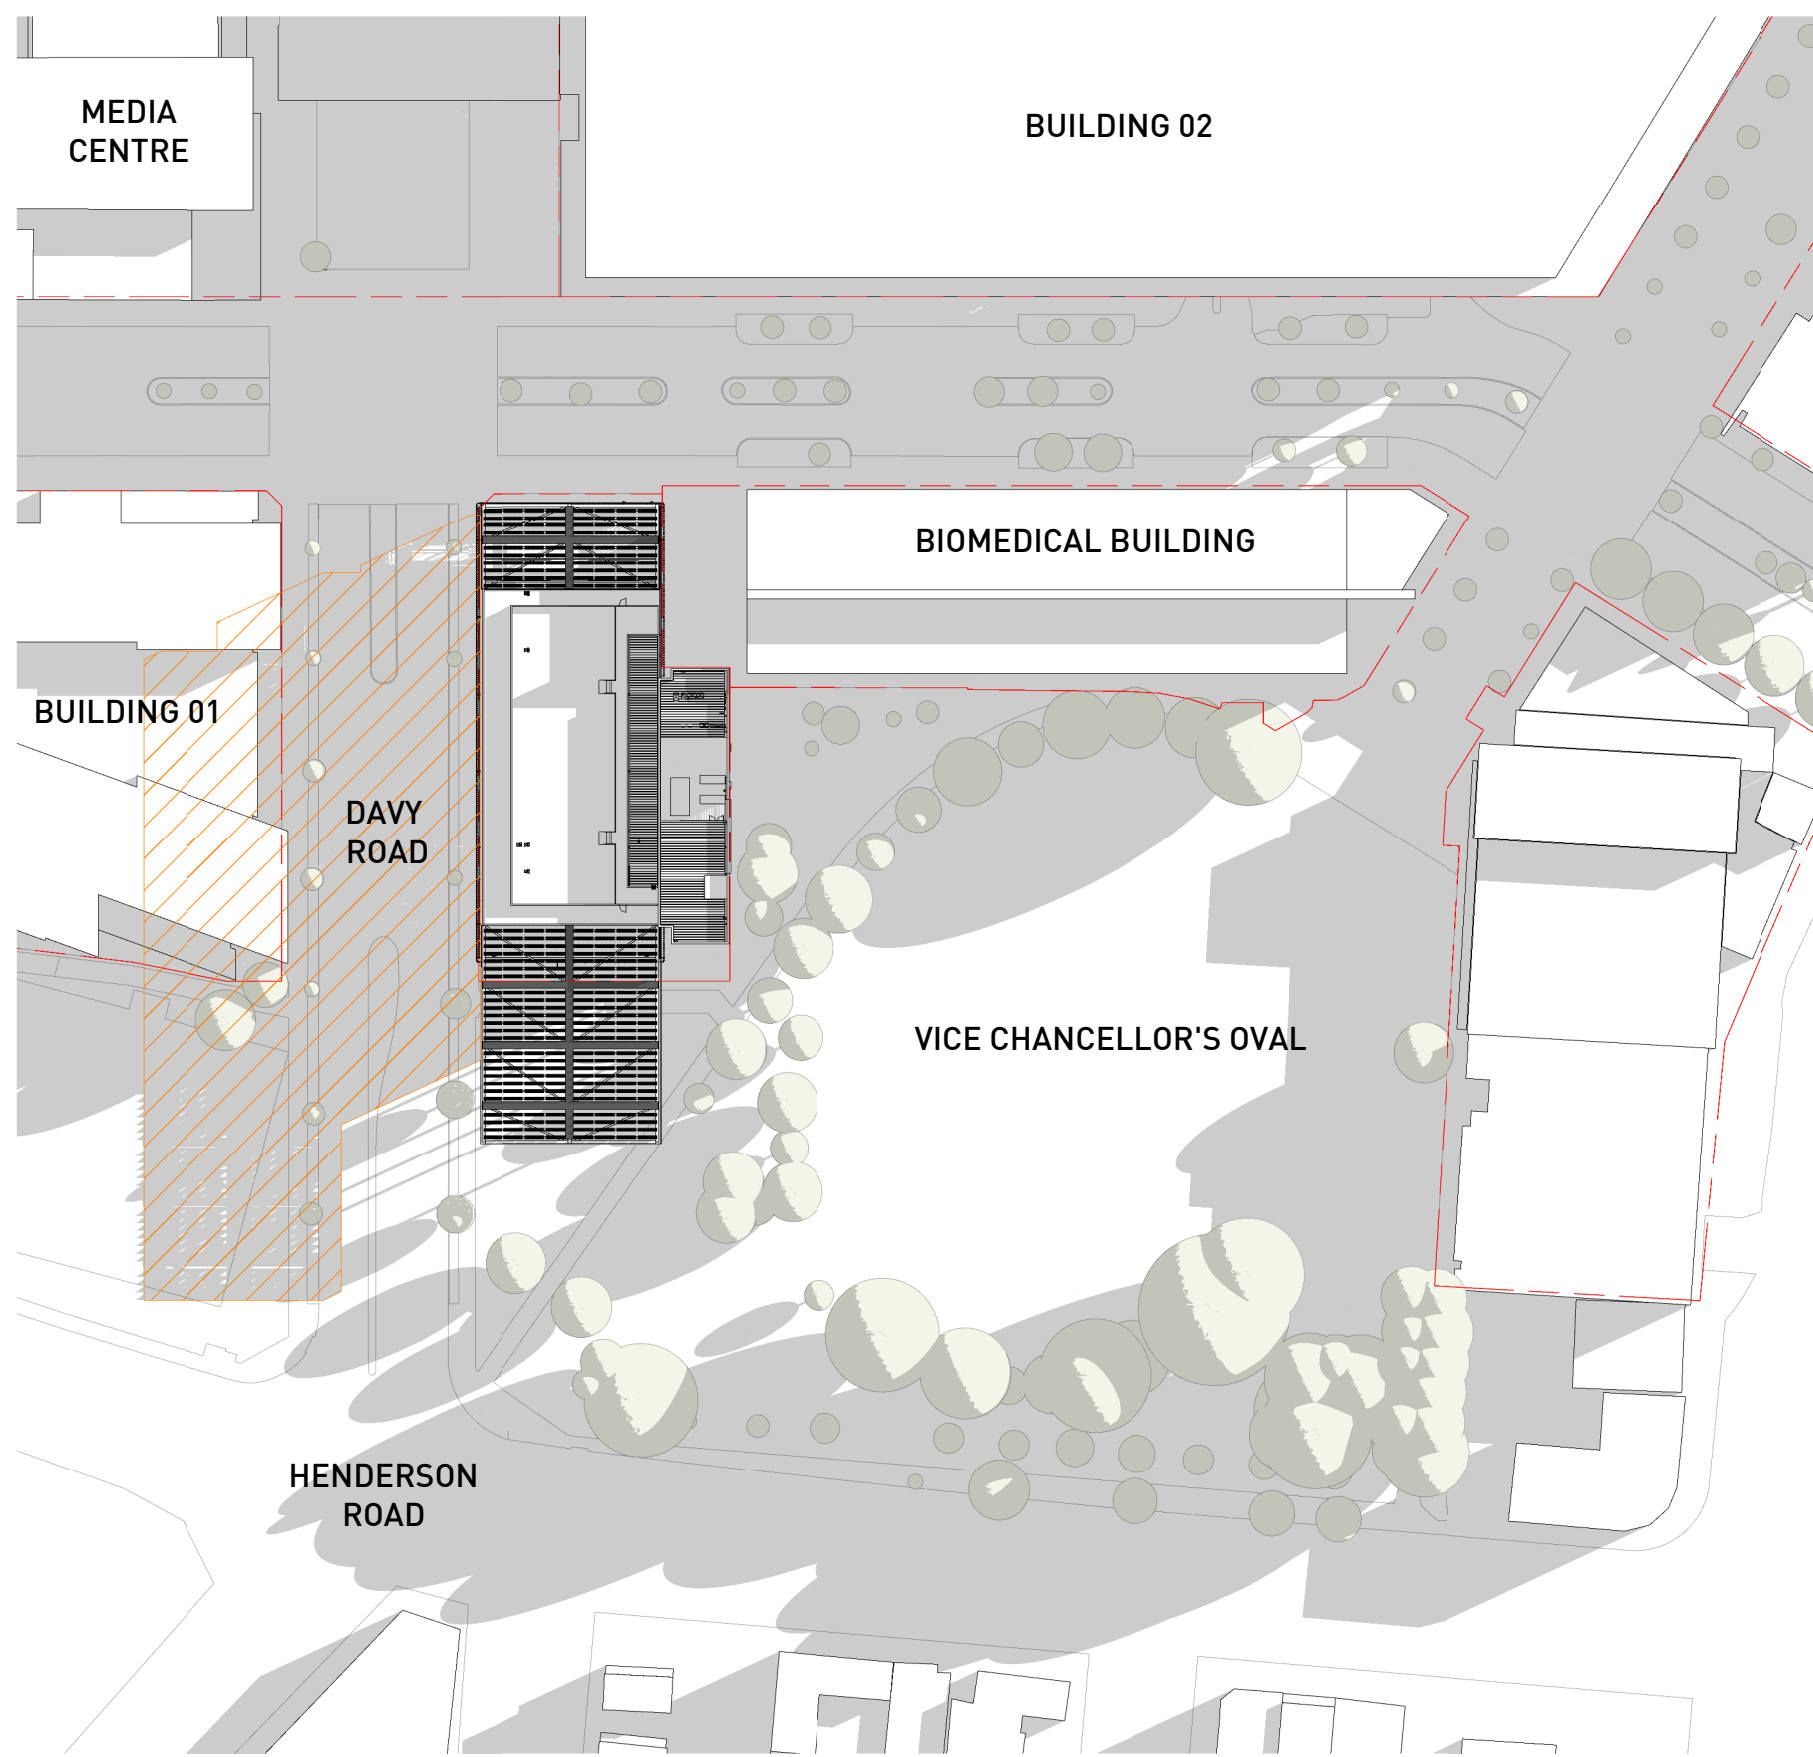 MEDIA
CENTRE
BUILDING 02
BIOMEDICAL BUILDING
BUILDING 01
DAVY
ROAD
VICE CHANCELLOR'S OVAL
HENDERSON
ROAD